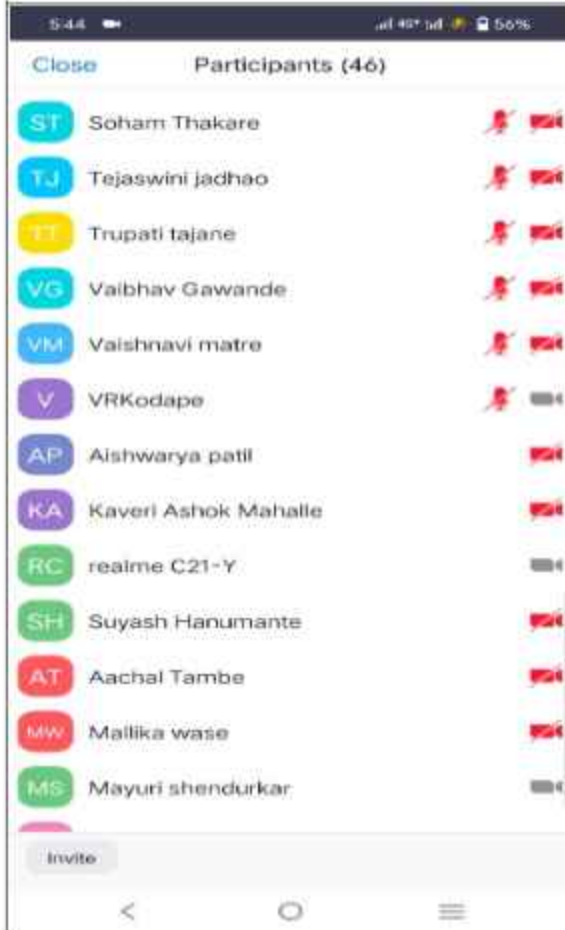 5:44 56%
Close Participants (46)
ST Soham Thakare
TJ Tejaswini jadhao
TT Trupati tajane
VG Vaibhav Gawande
VM Vaishnavi matre
V VRKodape
AP Aishwarya patil
KA Kaveri Ashok Mahalle
RC realme C21-Y
SH Suyash Hanumante
AT Aachal Tambe
MW Mallika wase
MS Mayuri shendurkar
Invite